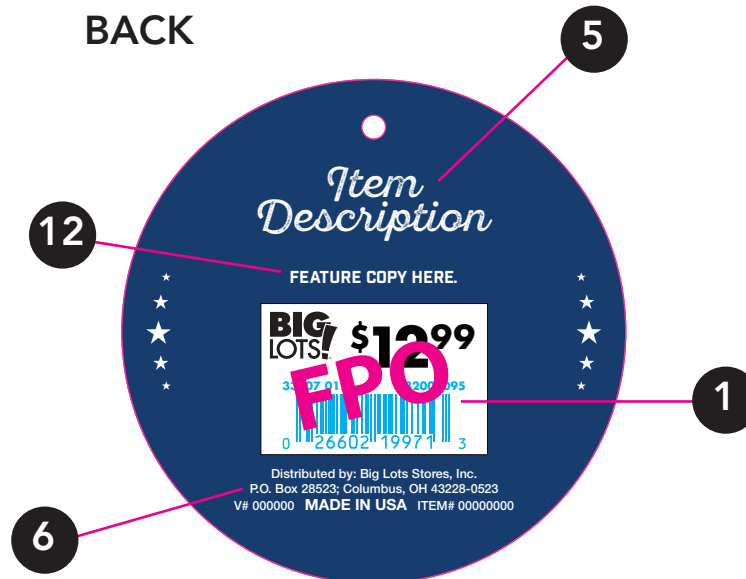 BACK
5
Item
Description
12
FEATURE COPY HERE.
BIG
LOTS!
$12.99
FPO
0 26602 19971 3
1
Distributed by: Big Lots Stores, Inc.
P.O. Box 28523; Columbus, OH 43228-0523
V# 000000 MADE IN USA ITEM# 00000000
6